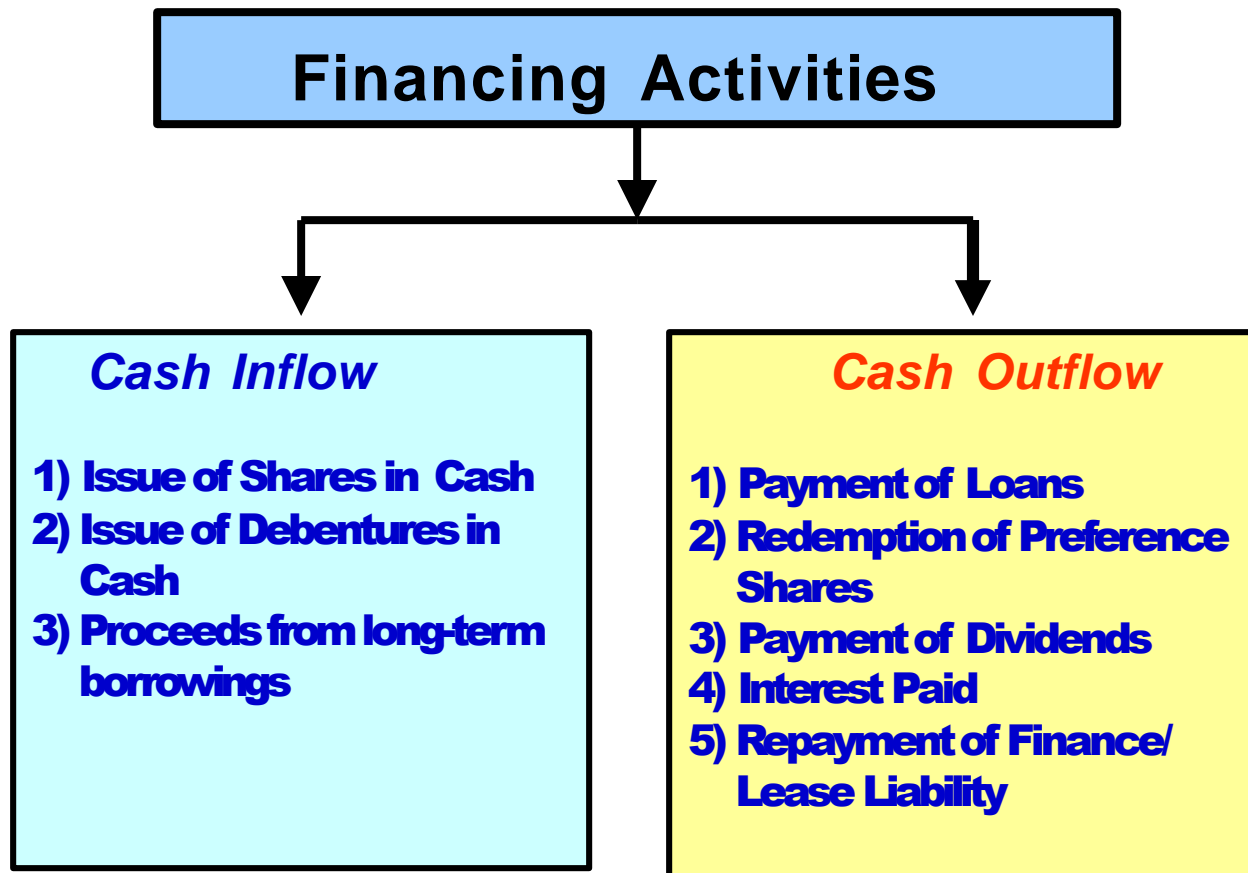 Financing Activities
Cash Inflow
1) Issue of Shares in Cash
2) Issue of Debentures in
Cash
3) Proceeds from long-term
borrowings
Cash Outflow
1) Payment of Loans
2) Redemption of Preference
Shares
3) Payment of Dividends
4) Interest Paid
5) Repayment of Finance/
Lease Liability